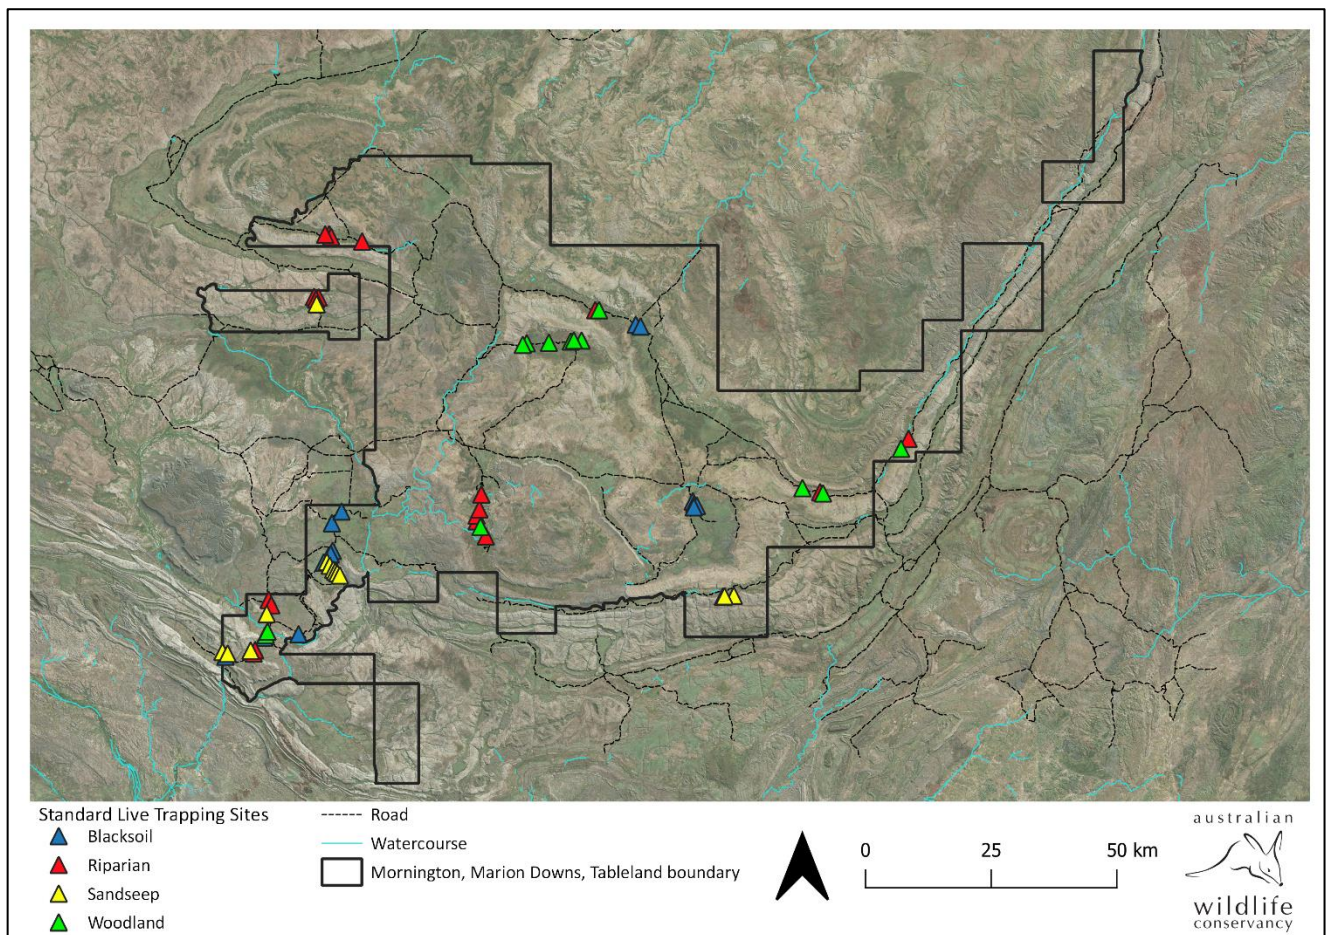 Standard Live Trapping Sites
Blacksoil
Riparian
Sandseep
Woodland
Road
Watercourse
Mornington, Marion Downs, Tableland boundary
0 25 50 km
australian
wildlife
conservancy